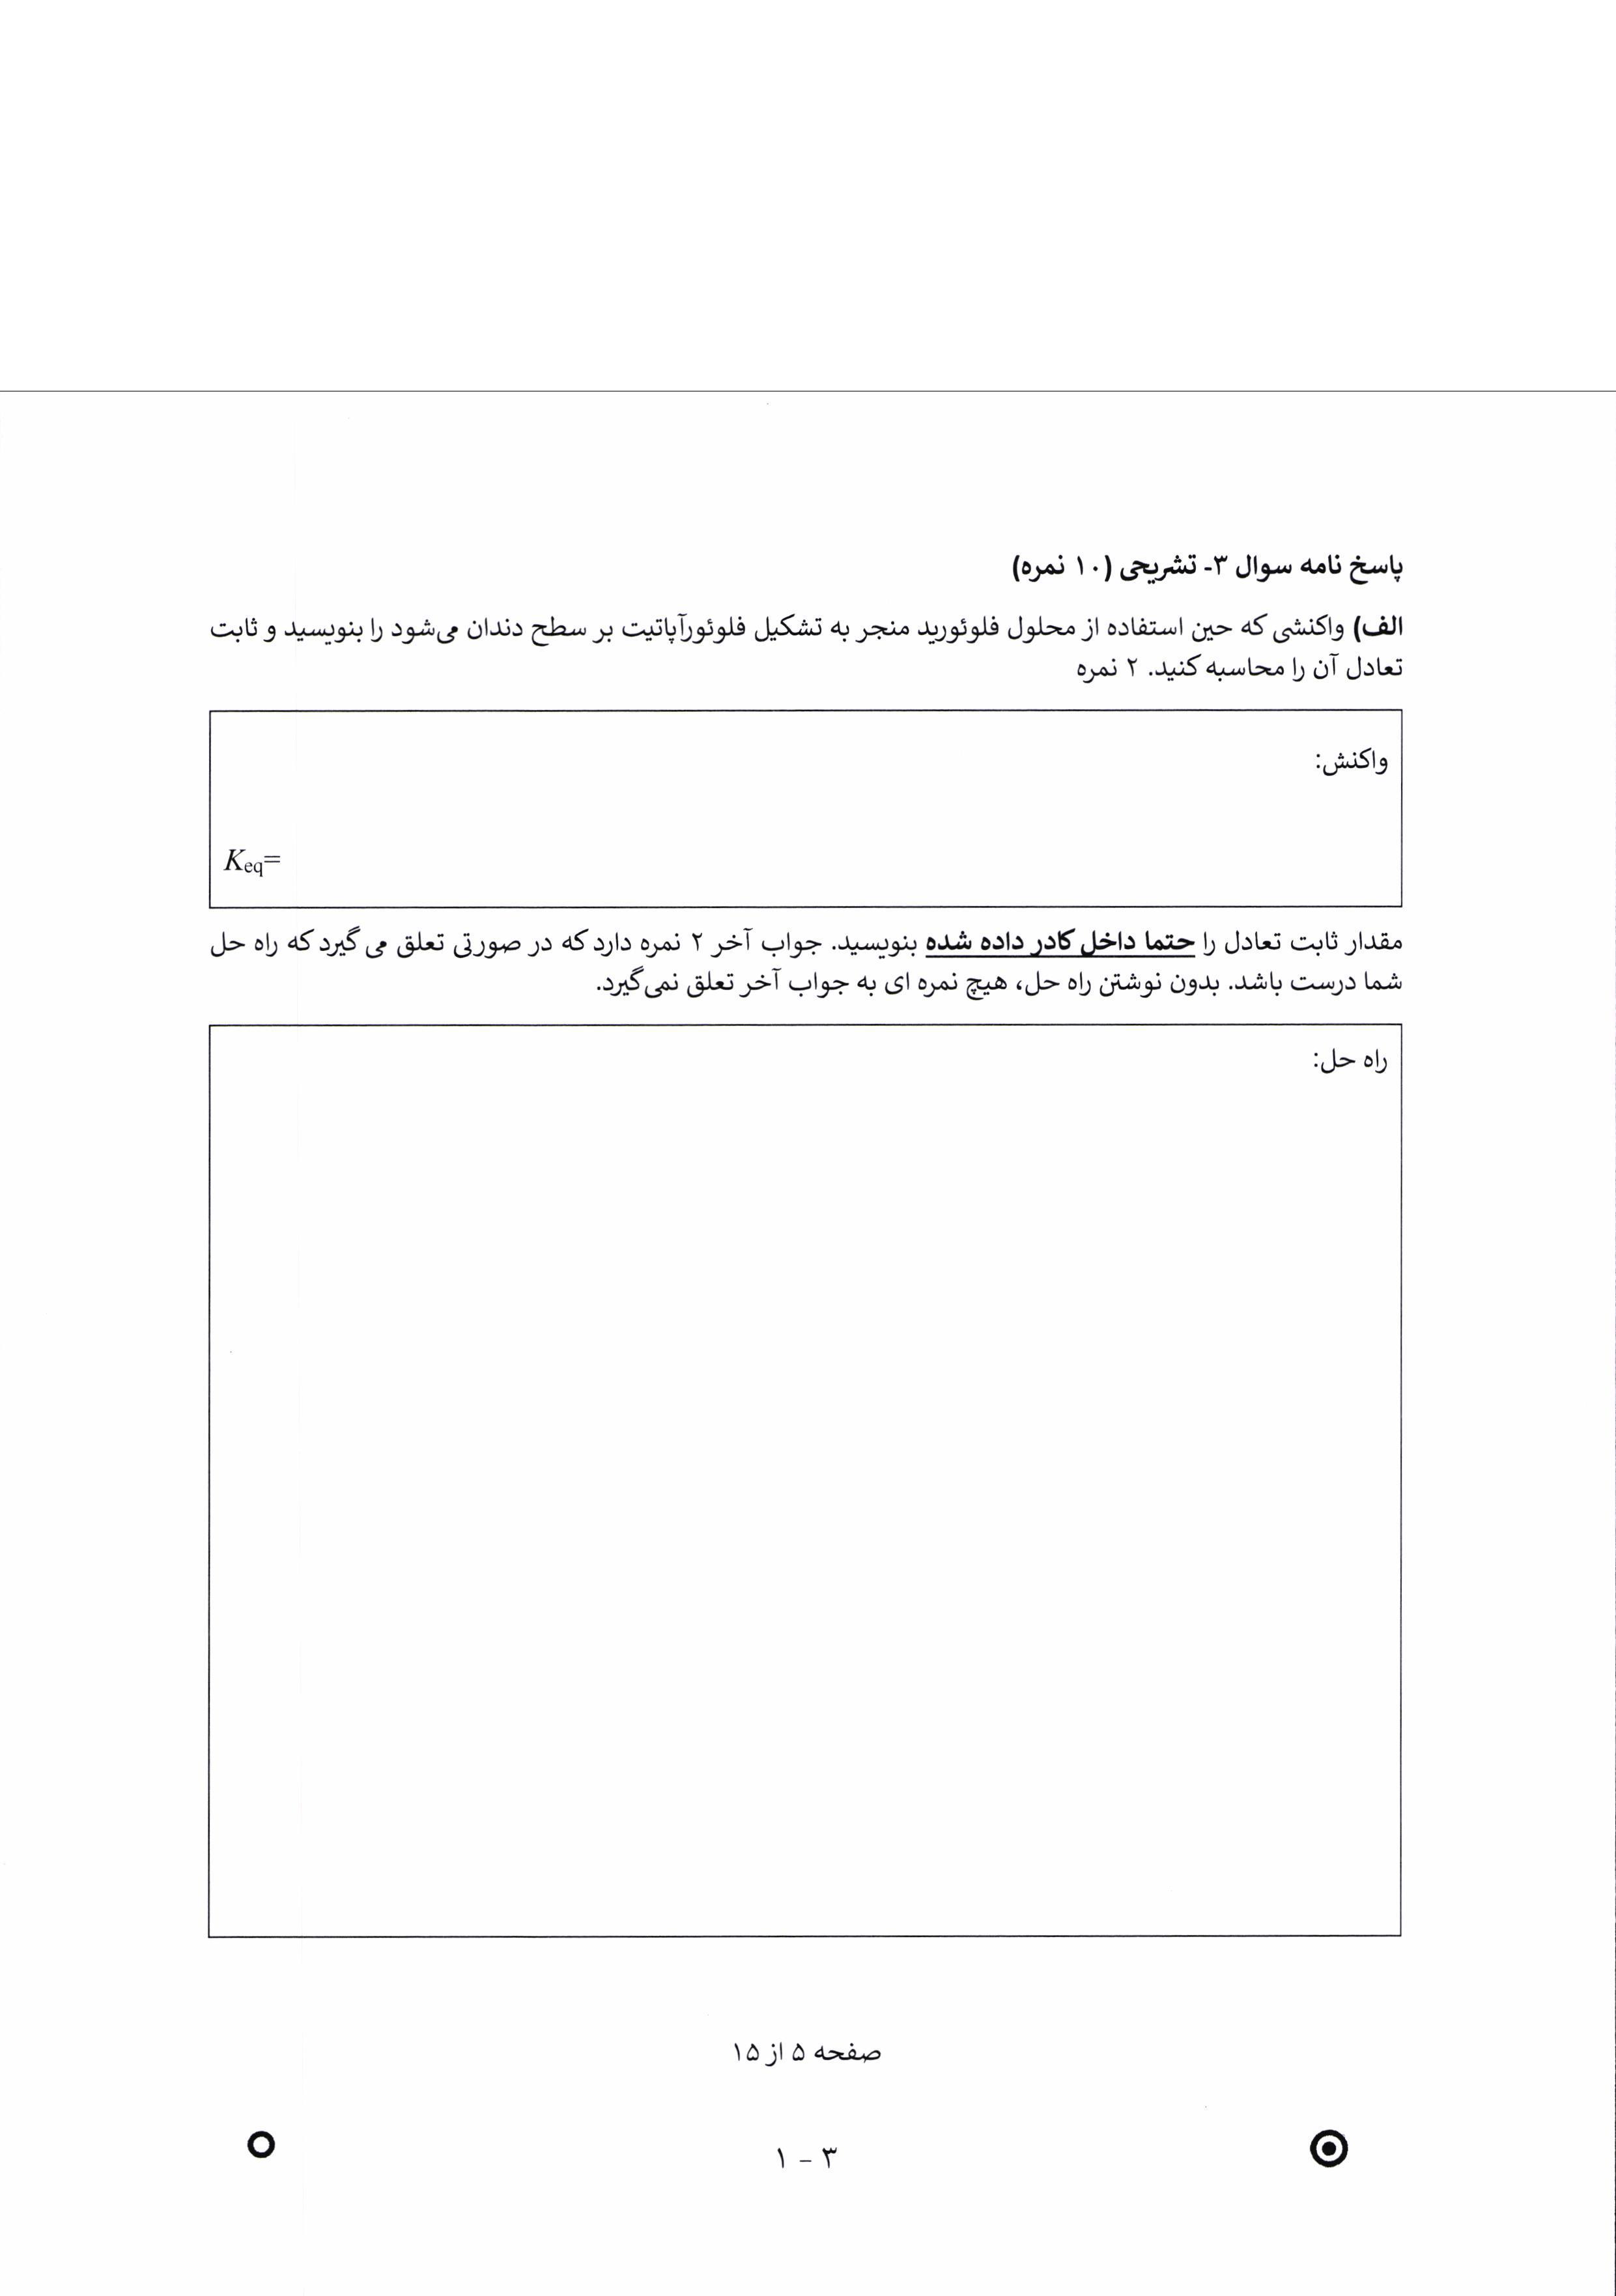 پاسخ نامه سوال ۳- تشریحی (۱۰ نمره)
الف) واکنشی که حین استفاده از محلول فلوئورید منجر به تشکیل فلوئورآپاتیت بر سطح دندان می‌شود را بنویسید و ثابت
تعادل آن را محاسبه کنید. ۲ نمره
واکنش:
Keq=
مقدار ثابت تعادل را حتما داخل کادر داده شده بنویسید. جواب آخر ۲ نمره دارد که در صورتی تعلق می گیرد که راه حل
شما درست باشد. بدون نوشتن راه حل، هیچ نمره ای به جواب آخر تعلق نمی‌گیرد.
راه حل:
صفحه ۵ از ۱۵
۳ - ۱